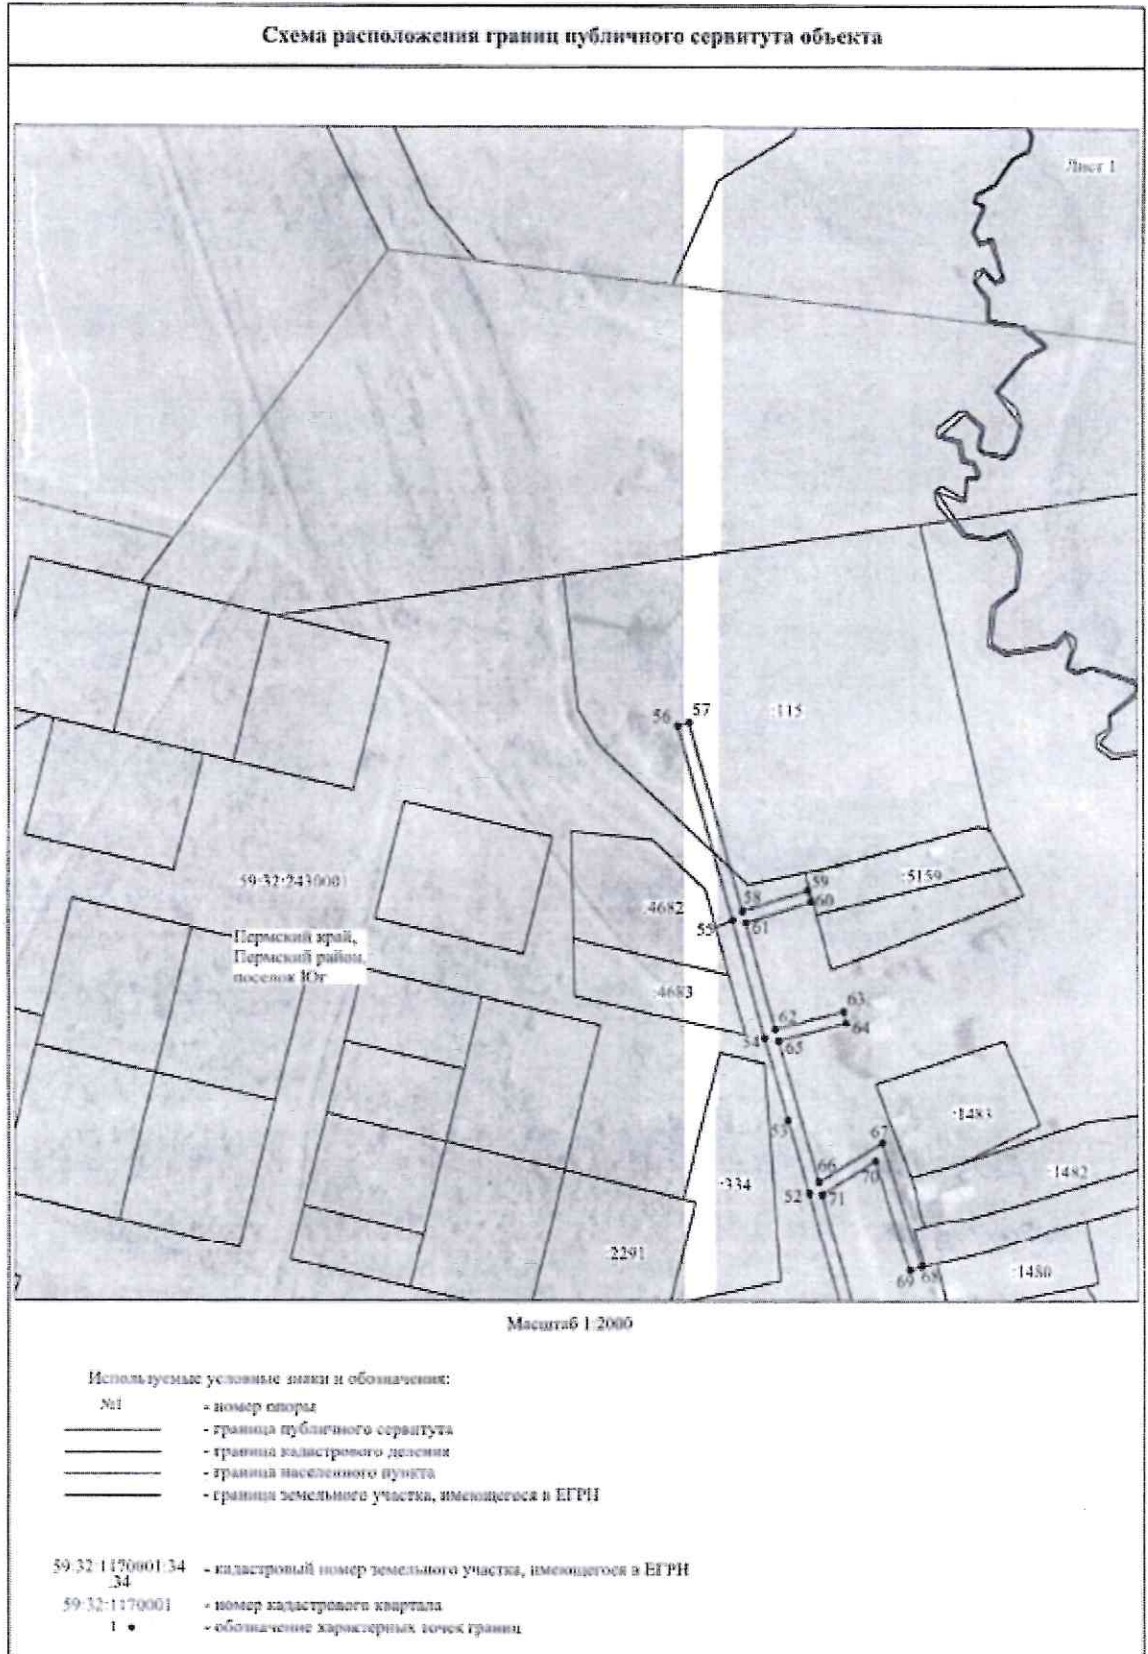 Схема расположения границ публичного сервитута объекта
Лист 1
56
57
:115
58
59
60
:5159
59:32:2430001
:4682
55
61
Пермский край,
Пермский район,
поселок Юг
:4683
62
63
64
54
65
53
:1483
67
66
70
:1482
:334
52
71
:2291
69
68
:1480
Масштаб 1:2000
Используемые условные знаки и обозначения:
№1 - номер опоры
- граница публичного сервитута
- граница кадастрового деления
- граница населенного пункта
- граница земельного участка, имеющегося в ЕГРН
59:32:1170001:34 - кадастровый номер земельного участка, имеющегося в ЕГРН
:34
59:32:1170001 - номер кадастрового квартала
1 - обозначение характерных точек границ